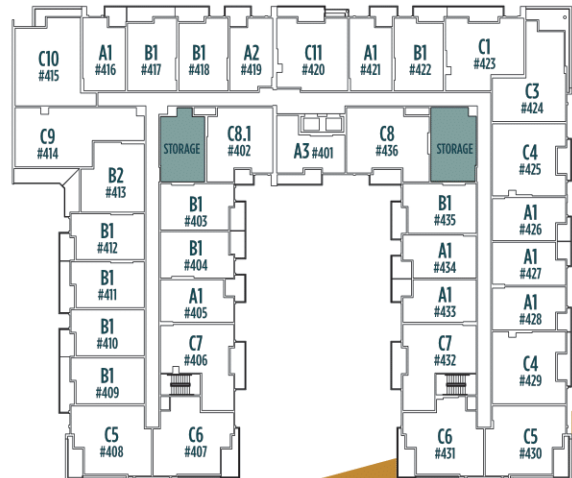 C10
#415
A1
#416
B1
#417
B1
#418
A2
#419
C11
#420
A1
#421
B1
#422
C1
#423
C3
#424
C9
#414
STORAGE
C8.1
#402
A3 #401
C8
#436
STORAGE
C4
#425
B2
#413
B1
#403
B1
#435
A1
#426
B1
#412
B1
#404
A1
#434
A1
#427
B1
#411
A1
#405
A1
#433
A1
#428
B1
#410
C7
#406
C7
#432
C4
#429
B1
#409
C5
#408
C6
#407
C6
#431
C5
#430